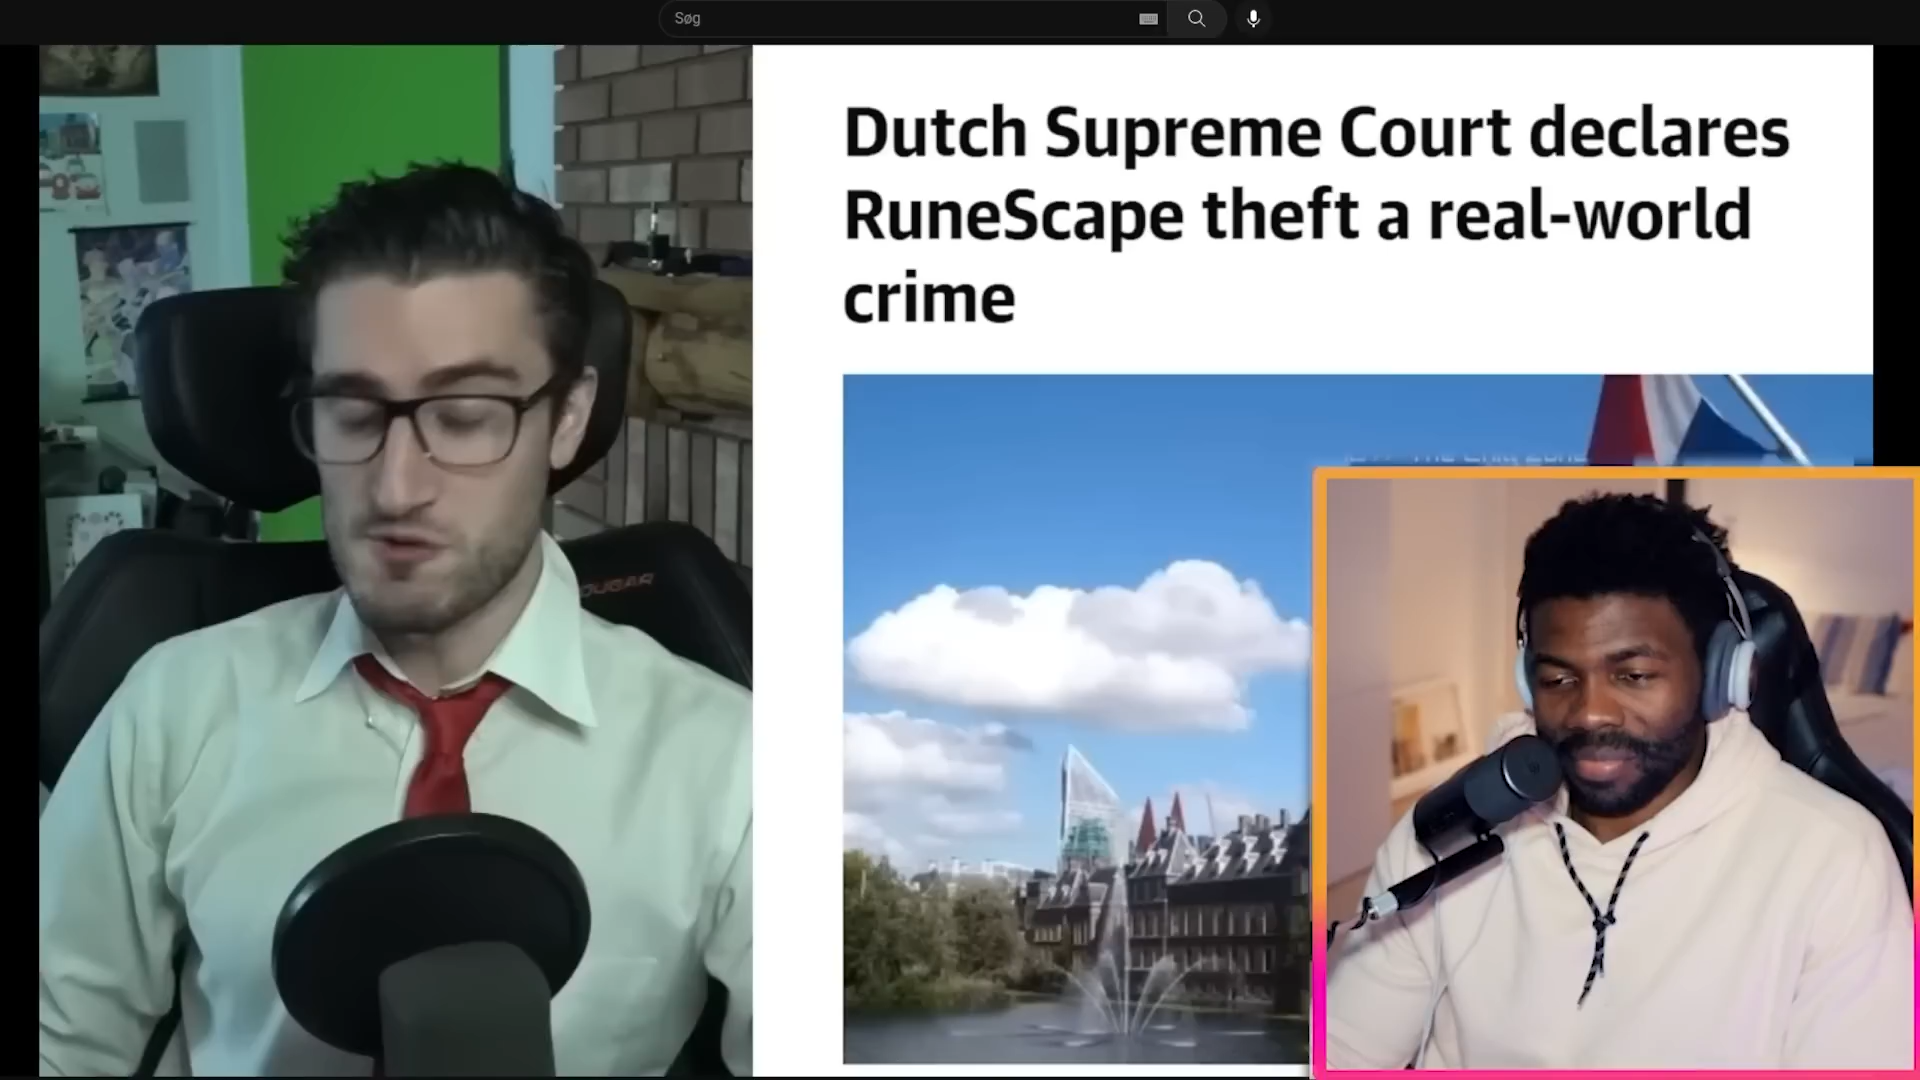 Søg
Dutch Supreme Court declares
RuneScape theft a real-world
crime